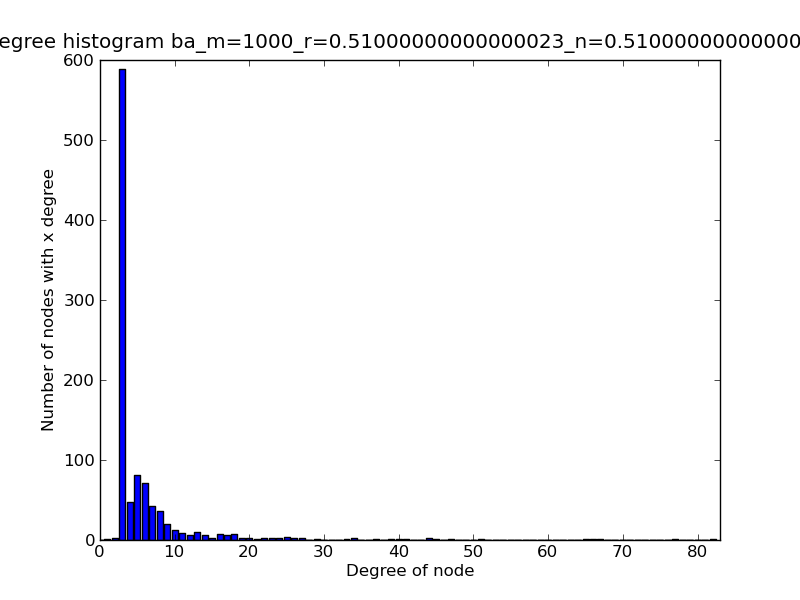 egree histogram ba_m=1000_r=0.51000000000000023_n=0.51000000000000
600
500
400
300
200
100
0
0 10 20 30 40 50 60 70 80
Number of nodes with x degree
Degree of node